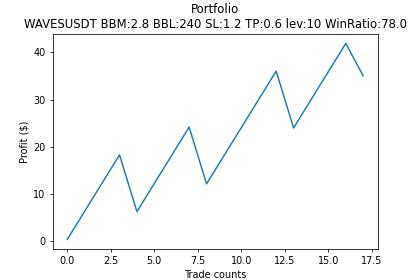 Portfolio
WAVESUSDT BBM:2.8 BBL:240 SL:1.2 TP:0.6 lev:10 WinRatio:78.0
40
30
20
10
0
Profit ($)
0.0 2.5 5.0 7.5 10.0 12.5 15.0 17.5
Trade counts